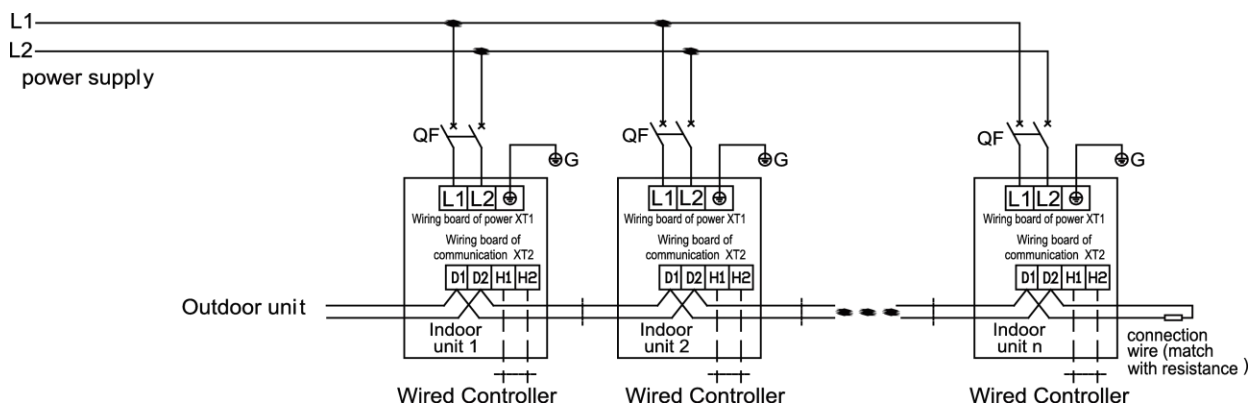 L1
L2
power supply
QF
G
QF
G
QF
G
L1 L2
Wiring board of power XT1
Wiring board of
communication XT2
D1 D2 H1 H2
Indoor
unit 1
L1 L2
Wiring board of power XT1
Wiring board of
communication XT2
D1 D2 H1 H2
Indoor
unit 2
L1 L2
Wiring board of power XT1
Wiring board of
communication XT2
D1 D2 H1 H2
Indoor
unit n
Outdoor unit
connection
wire (match
with resistance )
Wired Controller
Wired Controller
Wired Controller